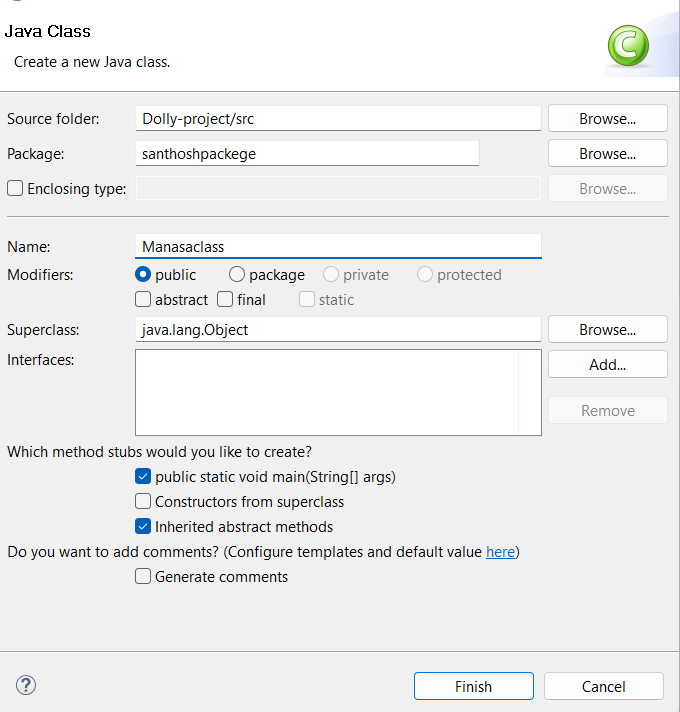 Java Class
Create a new Java class.
Source folder: Dolly-project/src Browse...
Package: santhoshpackege Browse...
Enclosing type: Browse...
Name: Manasaclass
Modifiers: public package private protected
abstract final static
Superclass: java.lang.Object Browse...
Interfaces: Add...
Remove
Which method stubs would you like to create?
public static void main(String[] args)
Constructors from superclass
Inherited abstract methods
Do you want to add comments? (Configure templates and default value here)
Generate comments
? Finish Cancel